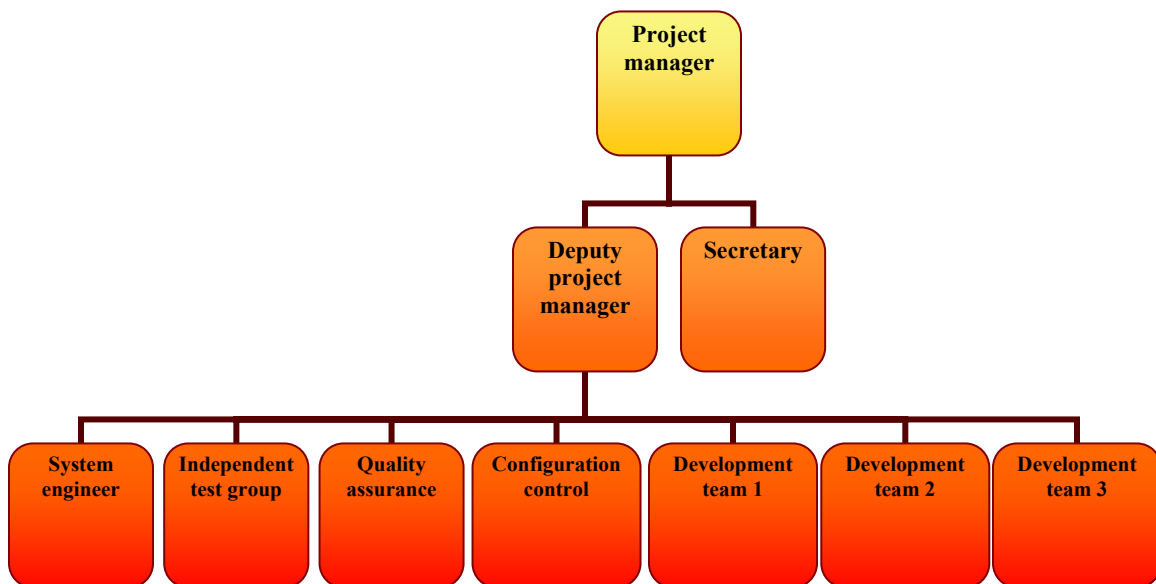 Project
manager
Deputy
project
manager
Secretary
System
engineer
Independent
test group
Quality
assurance
Configuration
control
Development
team 1
Development
team 2
Development
team 3